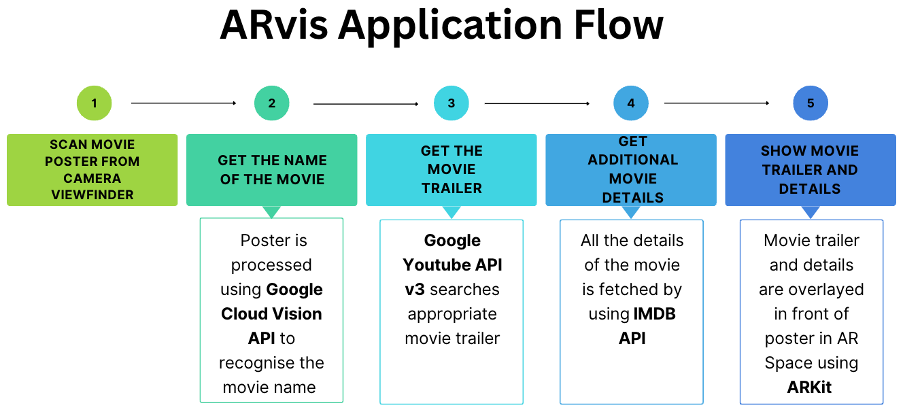 ARvis Application Flow
1
2
3
4
5
SCAN MOVIE
POSTER FROM
CAMERA
VIEWFINDER
GET THE NAME
OF THE MOVIE
GET THE
MOVIE
TRAILER
GET
ADDITIONAL
MOVIE
DETAILS
SHOW MOVIE
TRAILER AND
DETAILS
Poster is
processed
using Google
Cloud Vision
API to
recognise the
movie name
Google
Youtube API
v3 searches
appropriate
movie trailer
All the details
of the movie
is fetched by
using IMDB
API
Movie trailer
and details
are overlayed
in front of
poster in AR
Space using
ARKit